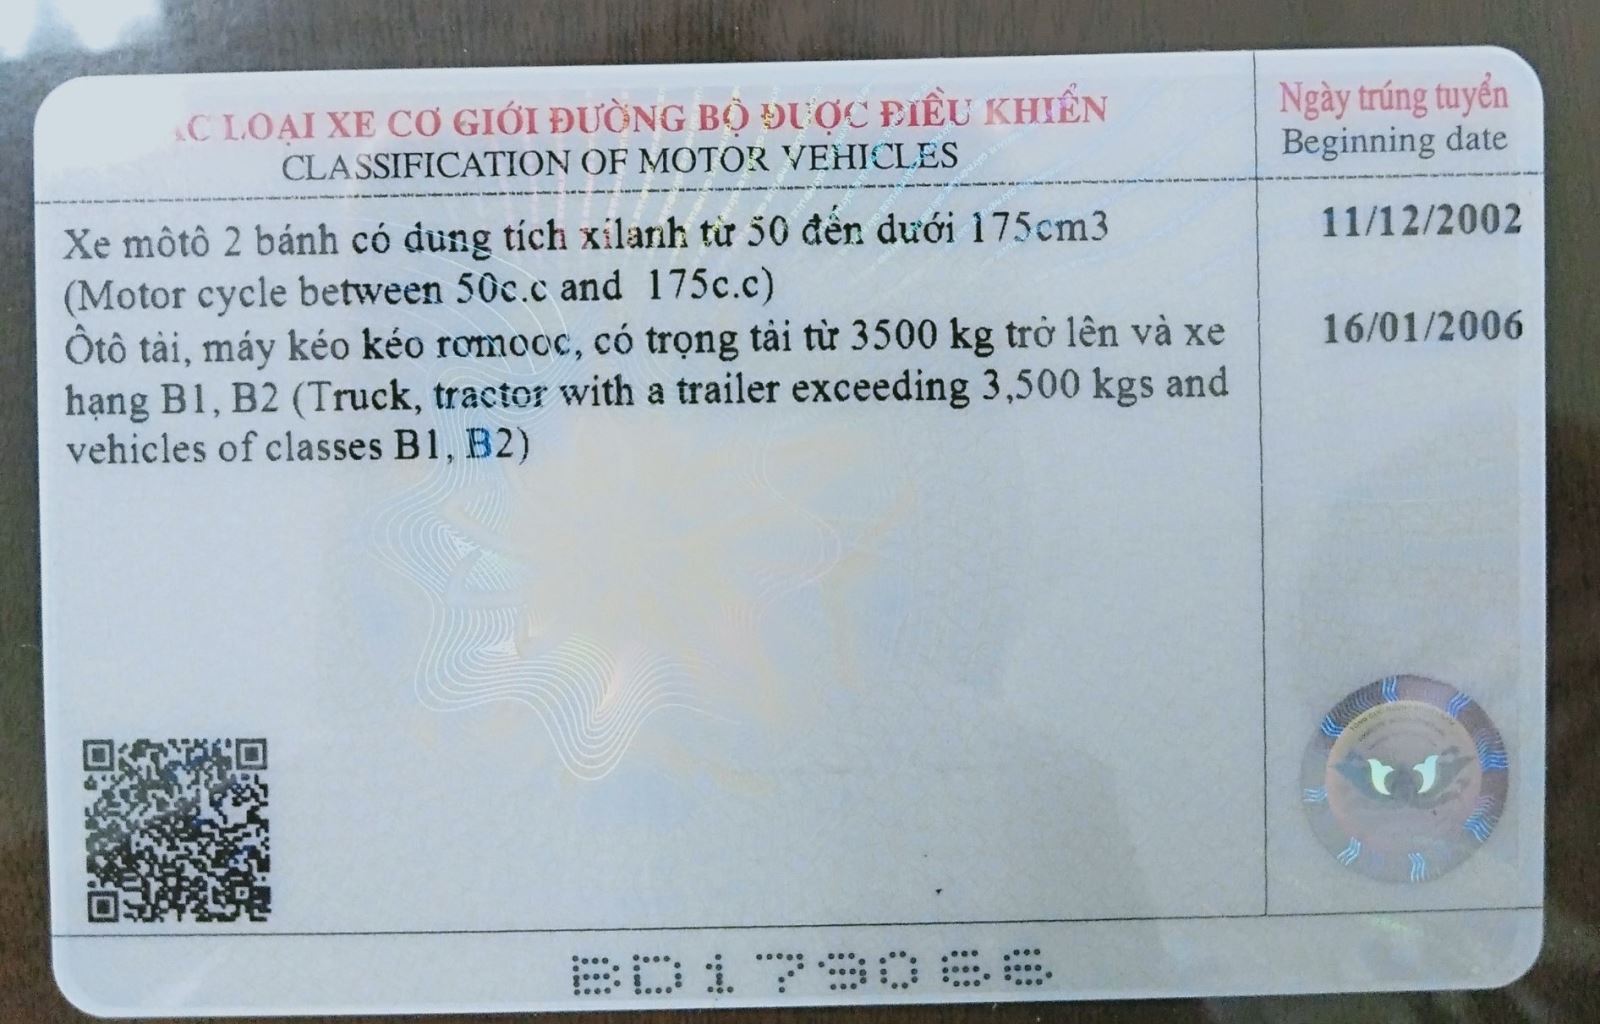 LOẠI XE CƠ GIỚI ĐƯỜNG BỘ ĐƯỢC ĐIỀU KHIỂN
CLASSIFICATION OF MOTOR VEHICLES
Ngày trúng tuyển
Beginning date
Xe môtô 2 bánh có dung tích xilanh từ 50 đến dưới 175cm3
(Motor cycle between 50c.c and 175c.c)
11/12/2002
Ôtô tải, máy kéo kéo romooc, có trọng tải từ 3500 kg trở lên và xe
hạng B1, B2 (Truck, tractor with a trailer exceeding 3,500 kgs and
vehicles of classes B1, B2)
16/01/2006
BD179066